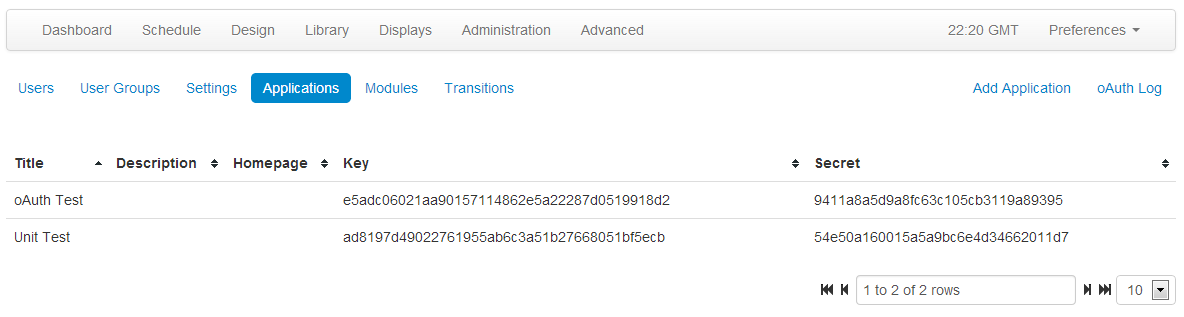 Dashboard Schedule Design Library Displays Administration Advanced 22:20 GMT Preferences
Users User Groups Settings Applications Modules Transitions Add Application oAuth Log
Title Description Homepage Key Secret
oAuth Test e5adc06021aa90157114862e5a22287d0519918d2 9411a8a5d9a8fc63c105cb3119a89395
Unit Test ad8197d49022761955ab6c3a51b27668051bf5ecb 54e50a160015a5a9bc6e4d34662011d7
1 to 2 of 2 rows 10